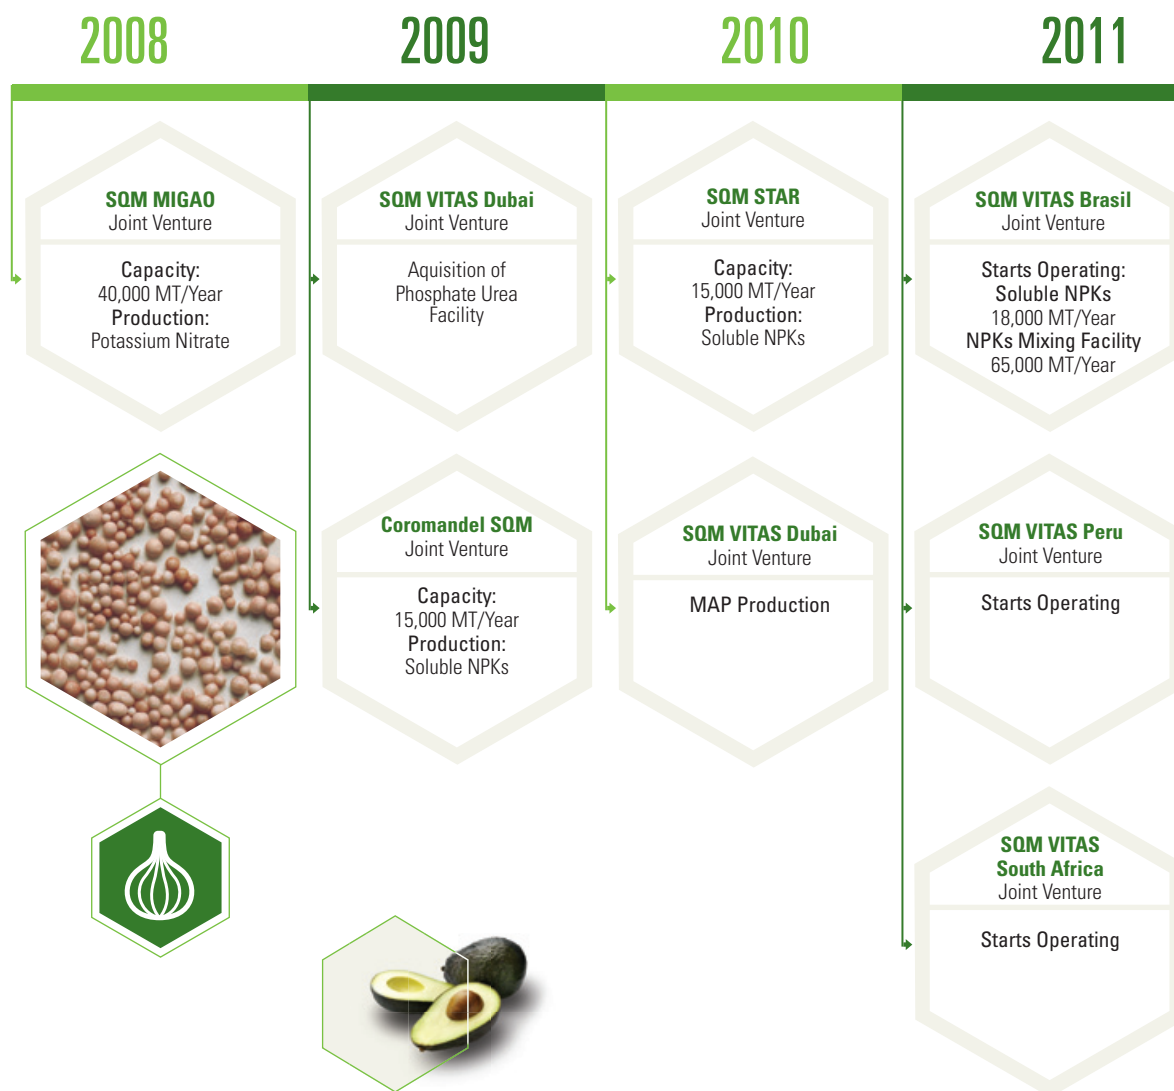 2008
2009
2010
2011
SQM MIGAO
Joint Venture
Capacity:
40,000 MT/Year
Production:
Potassium Nitrate
SQM VITAS Dubai
Joint Venture
Aquisition of
Phosphate Urea
Facility
SQM STAR
Joint Venture
Capacity:
15,000 MT/Year
Production:
Soluble NPKs
SQM VITAS Brasil
Joint Venture
Starts Operating:
Soluble NPKs
18,000 MT/Year
NPKs Mixing Facility
65,000 MT/Year
Coromandel SQM
Joint Venture
Capacity:
15,000 MT/Year
Production:
Soluble NPKs
SQM VITAS Dubai
Joint Venture
MAP Production
SQM VITAS Peru
Joint Venture
Starts Operating
SQM VITAS
South Africa
Joint Venture
Starts Operating